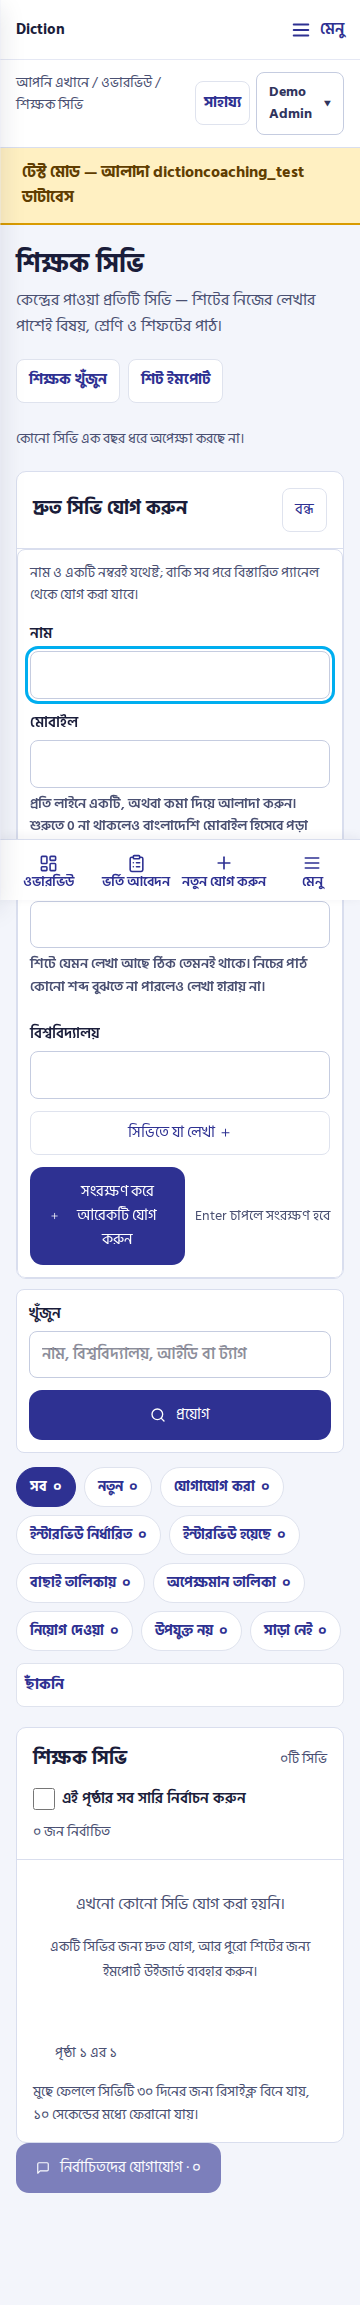 Diction
মেনু
আপনি এখানে / ওভারভিউ /
শিক্ষক সিভি
সাহায্য
Demo
Admin
টেস্ট মোড — আলাদা dictioncoaching_test
ডাটাবেস
শিক্ষক সিভি
কেন্দ্রের পাওয়া প্রতিটি সিভি — শিটের নিজের লেখার
পাশেই বিষয়, শ্রেণি ও শিফটের পাঠ।
শিক্ষক খুঁজুন
শিট ইমপোর্ট
কোনো সিভি এক বছর ধরে অপেক্ষা করছে না।
দ্রুত সিভি যোগ করুন
বন্ধ
নাম ও একটি নম্বরই যথেষ্ট; বাকি সব পরে বিস্তারিত প্যানেল
থেকে যোগ করা যাবে।
নাম
মোবাইল
প্রতি লাইনে একটি, অথবা কমা দিয়ে আলাদা করুন।
শুরুতে 0 না থাকলেও বাংলাদেশি মোবাইল হিসেবে পড়া
ওভারভিউ
ভর্তি আবেদন
নতুন যোগ করুন
মেনু
শিটে যেমন লেখা আছে ঠিক তেমনই থাকে। নিচের পাঠ
কোনো শব্দ বুঝতে না পারলেও লেখা হারায় না।
বিশ্ববিদ্যালয়
সিভিতে যা লেখা +
+ সংরক্ষণ করে
আরেকটি যোগ
করুন
Enter চাপলে সংরক্ষণ হবে
খুঁজুন
নাম, বিশ্ববিদ্যালয়, আইডি বা ট্যাগ
প্রয়োগ
সব ০
নতুন ০
যোগাযোগ করা ০
ইন্টারভিউ নির্ধারিত ০
ইন্টারভিউ হয়েছে ০
বাছাই তালিকায় ০
অপেক্ষমান তালিকা ০
নিয়োগ দেওয়া ০
উপযুক্ত নয় ০
সাড়া নেই ০
ছাঁকনি
শিক্ষক সিভি
০টি সিভি
এই পৃষ্ঠার সব সারি নির্বাচন করুন
০ জন নির্বাচিত
এখনো কোনো সিভি যোগ করা হয়নি।
একটি সিভির জন্য দ্রুত যোগ, আর পুরো শিটের জন্য
ইমপোর্ট উইজার্ড ব্যবহার করুন।
পৃষ্ঠা ১ এর ১
মুছে ফেললে সিভিটি ৩০ দিনের জন্য রিসাইক্ল বিনে যায়,
১০ সেকেন্ডের মধ্যে ফেরানো যায়।
নির্বাচিতদের যোগাযোগ · ০